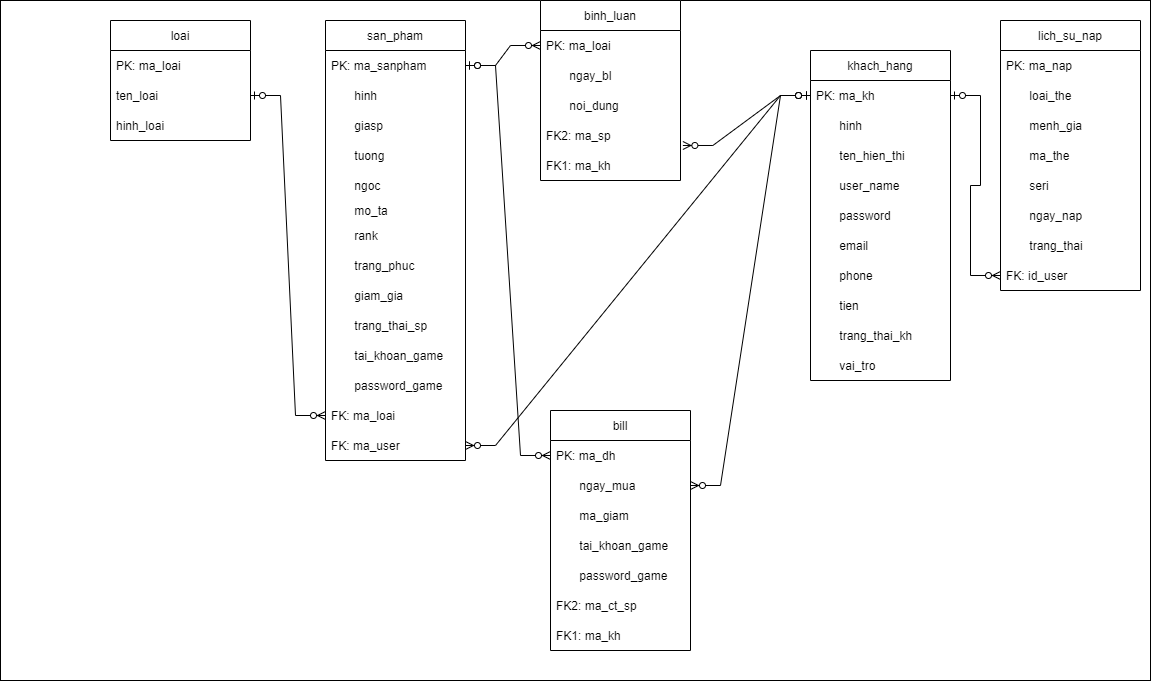 loai
PK: ma_loai
ten_loai
hinh_loai
san_pham
PK: ma_sanpham
hinh
giasp
tuong
ngoc
mo_ta
rank
trang_phuc
giam_gia
trang_thai_sp
tai_khoan_game
password_game
FK: ma_loai
FK: ma_user
binh_luan
PK: ma_loai
ngay_bl
noi_dung
FK2: ma_sp
FK1: ma_kh
bill
PK: ma_dh
ngay_mua
ma_giam
tai_khoan_game
password_game
FK2: ma_ct_sp
FK1: ma_kh
khach_hang
PK: ma_kh
hinh
ten_hien_thi
user_name
password
email
phone
tien
trang_thai_kh
vai_tro
lich_su_nap
PK: ma_nap
loai_the
menh_gia
ma_the
seri
ngay_nap
trang_thai
FK: id_user